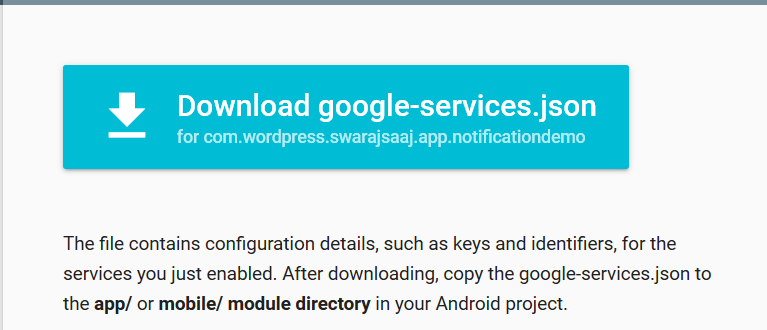 Download google-services.json
for com.wordpress.swarajsaaj.app.notificationdemo
The file contains configuration details, such as keys and identifiers, for the
services you just enabled. After downloading, copy the google-services.json to
the app/ or mobile/ module directory in your Android project.